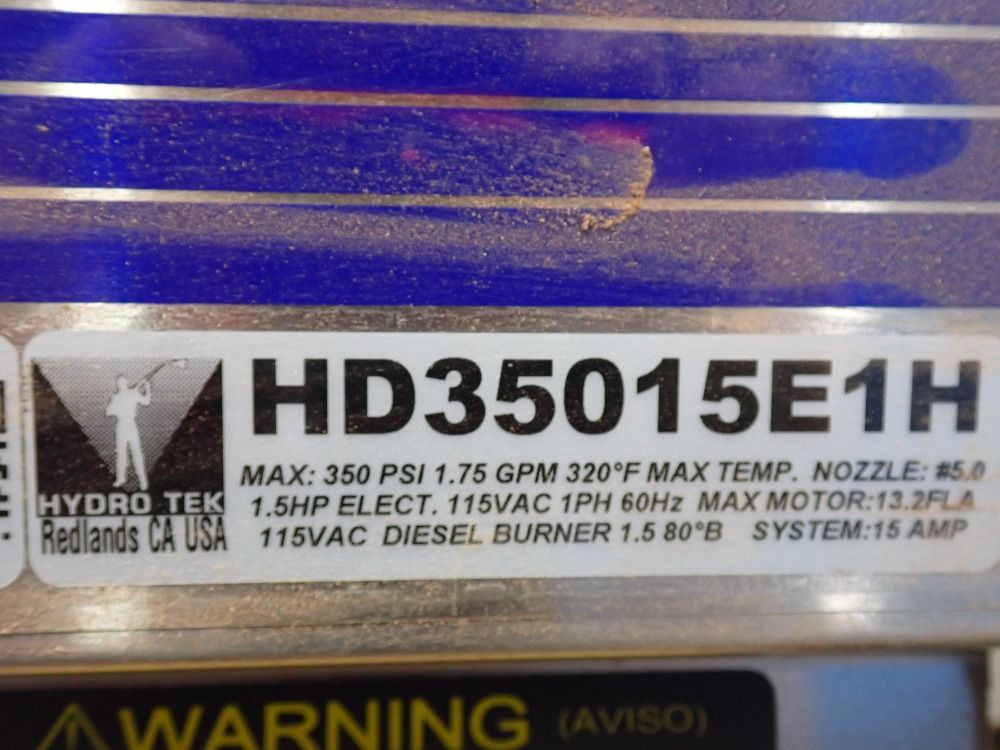 HD35015E1H
MAX: 350 PSI 1.75 GPM 320°F MAX TEMP. NOZZLE: #5.0
1.5HP ELECT. 115VAC 1PH 60Hz MAX MOTOR:13.2FLA
115VAC DIESEL BURNER 1.5 80°B SYSTEM:15 AMP
HYDRO TEK
Redlands CA USA
WARNING (AVISO)